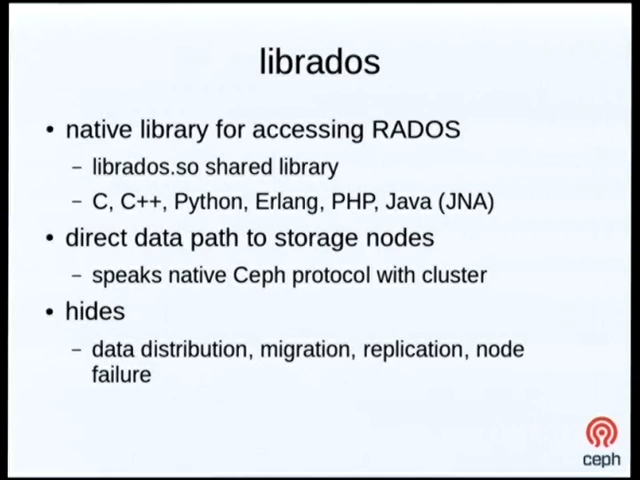 librados
• native library for accessing RADOS
– librados.so shared library
– C, C++, Python, Erlang, PHP, Java (JNA)
• direct data path to storage nodes
– speaks native Ceph protocol with cluster
• hides
– data distribution, migration, replication, node
failure
ceph